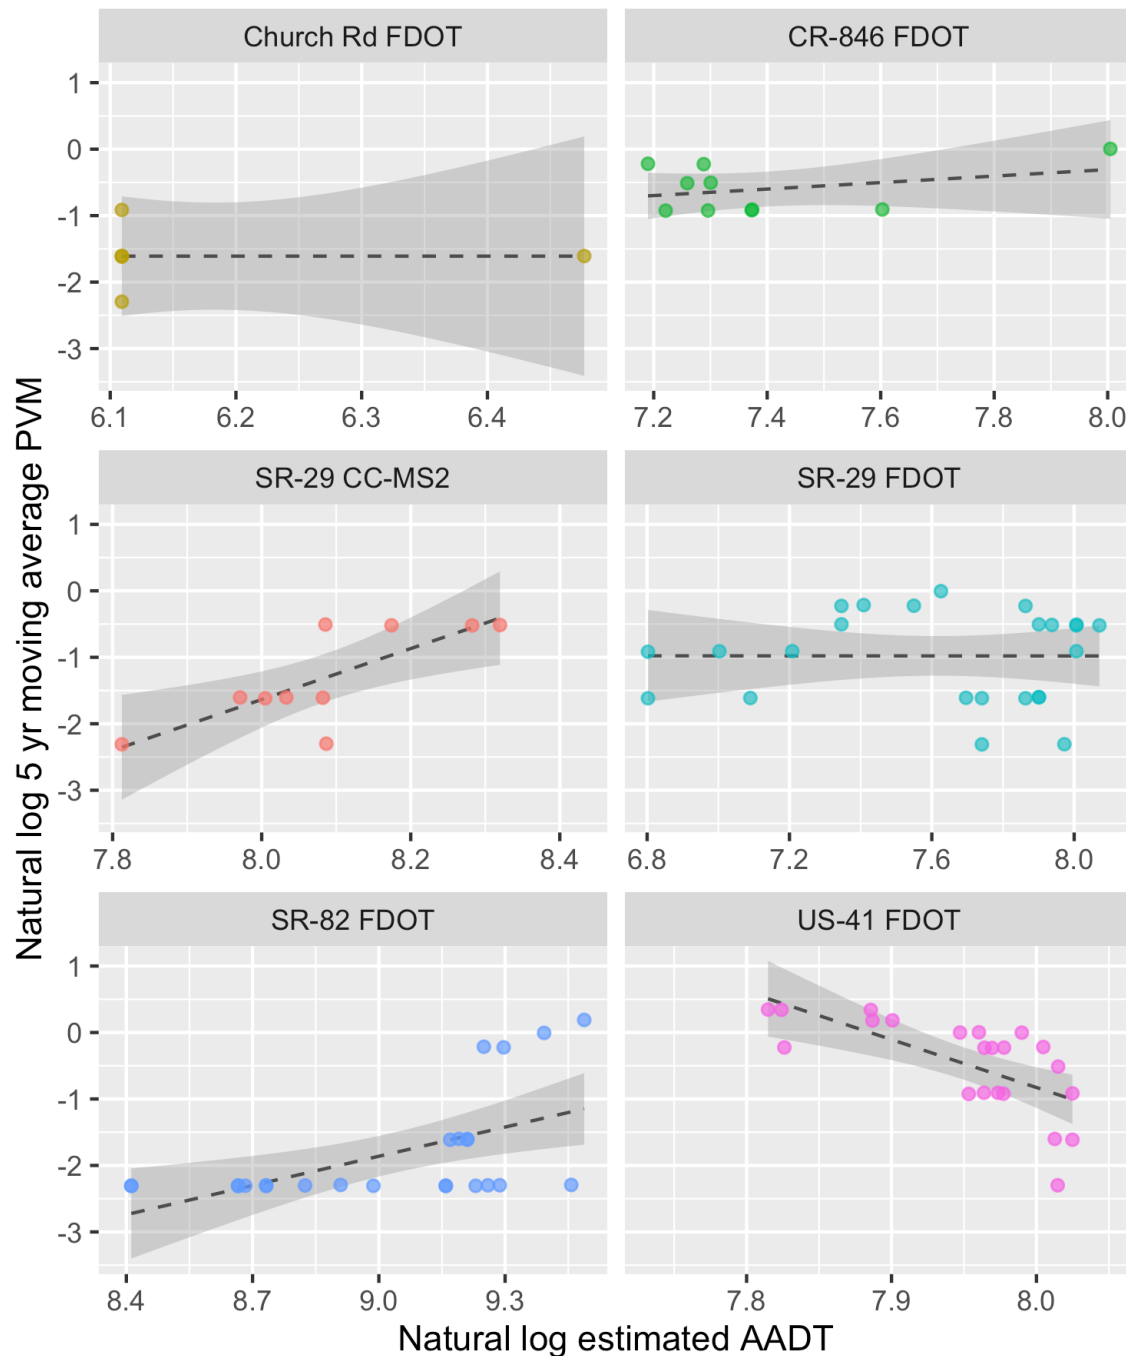 Church Rd FDOT
CR-846 FDOT
1
0
-1
-2
-3
6.1 6.2 6.3 6.4
7.2 7.4 7.6 7.8 8.0
SR-29 CC-MS2
SR-29 FDOT
1
0
-1
-2
-3
7.8 8.0 8.2 8.4
6.8 7.2 7.6 8.0
SR-82 FDOT
US-41 FDOT
1
0
-1
-2
-3
8.4 8.7 9.0 9.3
7.8 7.9 8.0
Natural log 5 yr moving average PVM
Natural log estimated AADT